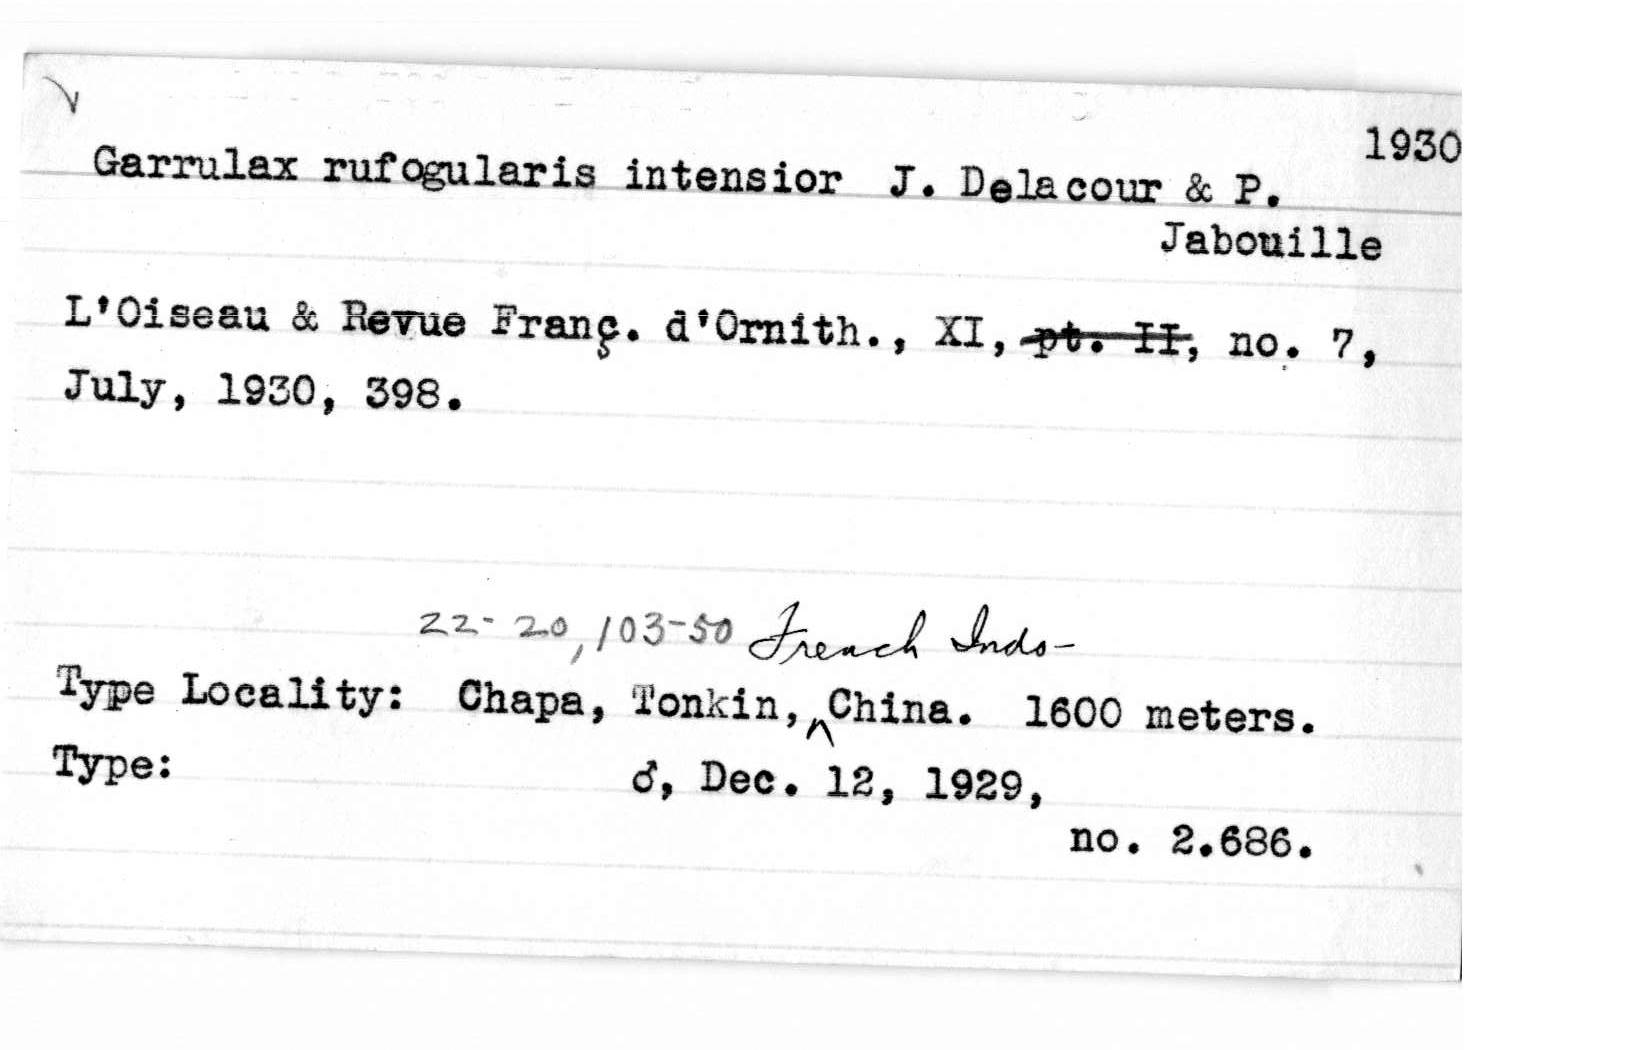 1930
Garrulax rufogularis intensior J. Delacour & P.
Jabouille
L'Oiseau & Revue Franç. d'Ornith., XI, pt. II, no. 7,
July, 1930, 398.
22-20, 103-50 French Indo-
Type Locality: Chapa, Tonkin, ^China. 1600 meters.
Type: ♂, Dec. 12, 1929,
no. 2.686.